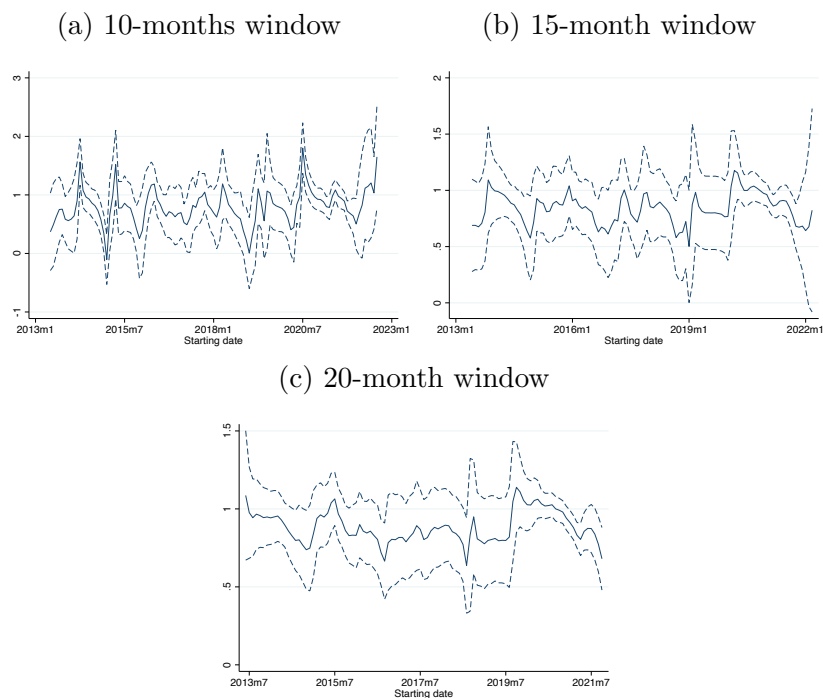 (a) 10-months window
(b) 15-month window
3
2
1
0
-1
2013m1 2015m7 2018m1 2020m7 2023m1
Starting date
2
1.5
1
.5
0
2013m1 2016m1 2019m1 2022m1
Starting date
(c) 20-month window
1.5
1
.5
0
2013m7 2015m7 2017m7 2019m7 2021m7
Starting date